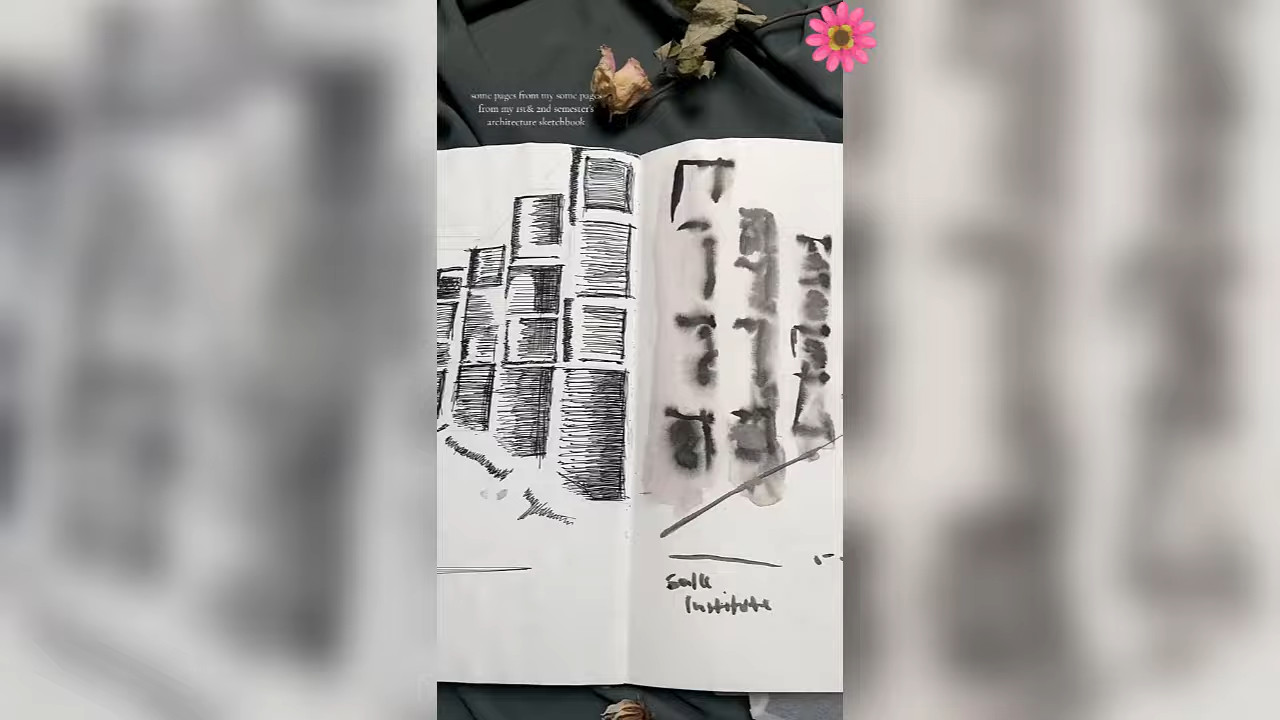 some pages from my some pages
from my 1st& 2nd semester's
architecture sketchbook
Salk
Institute